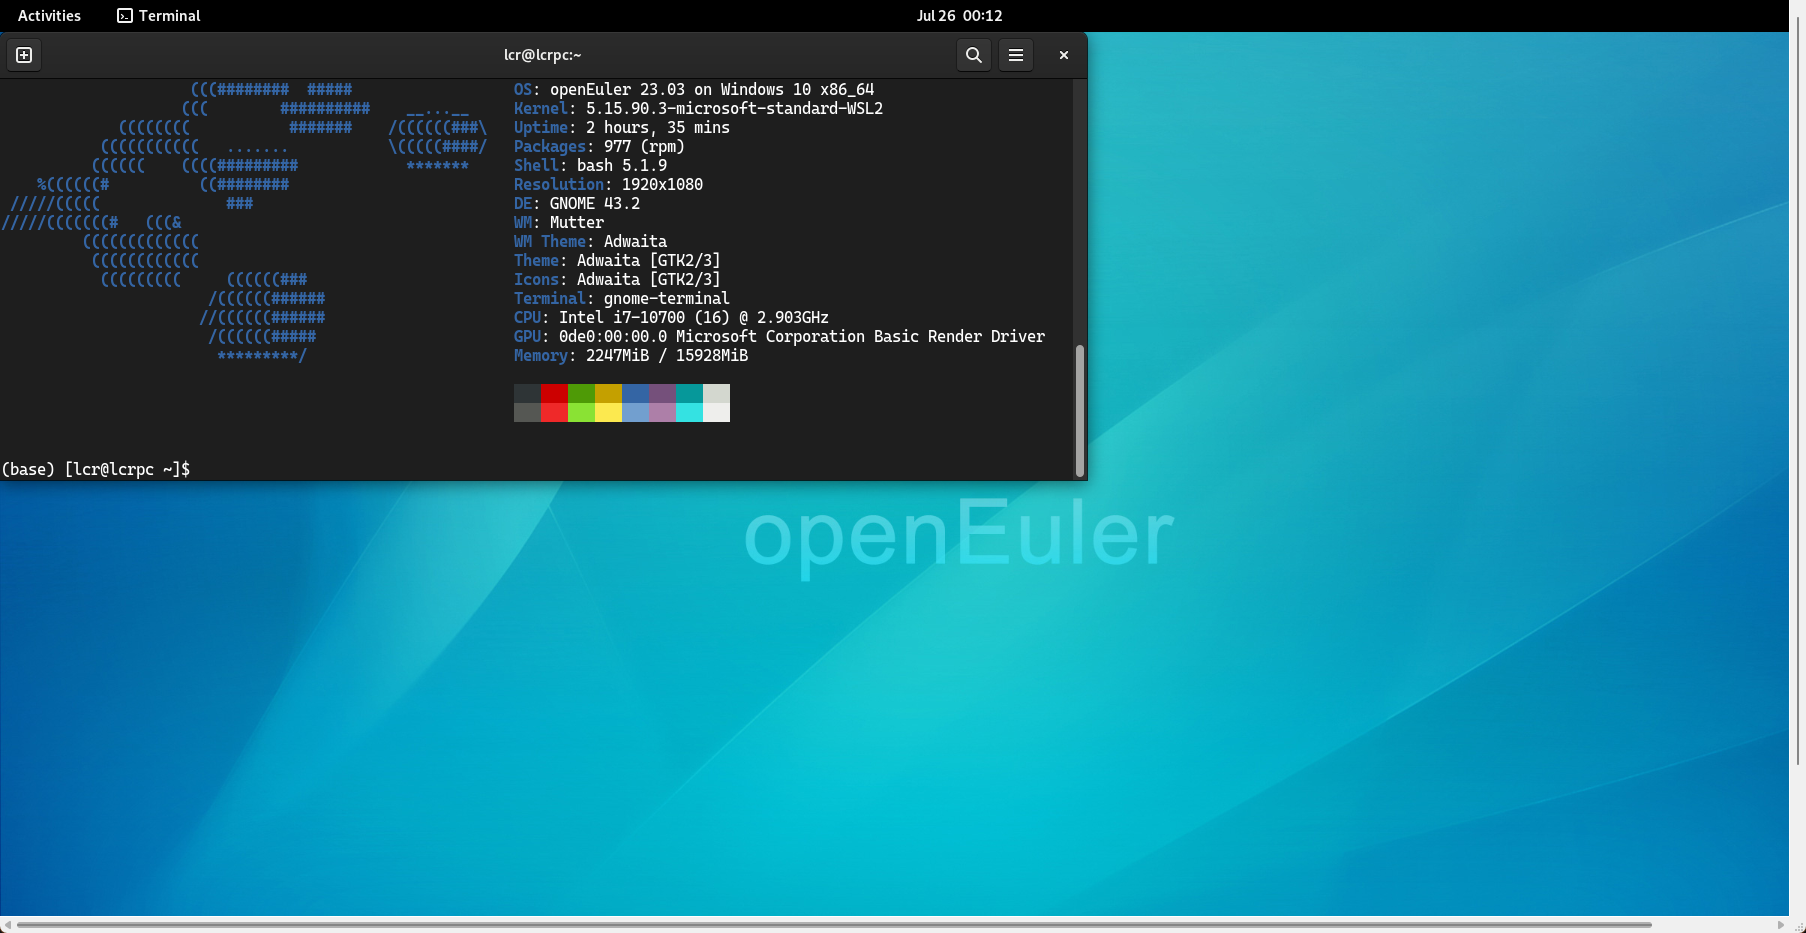 Activities
Terminal
Jul 26 00:12
lcr@lcrpc:~
(((######## ##### OS: openEuler 23.03 on Windows 10 x86_64
((( ########## __...__ Kernel: 5.15.90.3-microsoft-standard-WSL2
(((((((( ####### /((((((###\ Uptime: 2 hours, 35 mins
((((((((((( ....... \(((((####/ Packages: 977 (rpm)
(((((( ((((######### ******* Shell: bash 5.1.9
%((((((# ((######## Resolution: 1920x1080
/////((((( ### DE: GNOME 43.2
/////(((((((# (((& WM: Mutter
((((((((((((( WM Theme: Adwaita
(((((((((((( Theme: Adwaita [GTK2/3]
((((((((( ((((((### Icons: Adwaita [GTK2/3]
/((((((###### Terminal: gnome-terminal
//((((((###### CPU: Intel i7-10700 (16) @ 2.903GHz
/((((((##### GPU: 0de0:00:00.0 Microsoft Corporation Basic Render Driver
*********/ Memory: 2247MiB / 15928MiB
(base) [lcr@lcrpc ~]$
openEuler